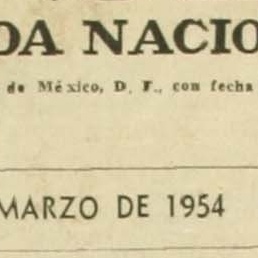 DA NACIO
de México, D. F., con fecha
MARZO DE 1954